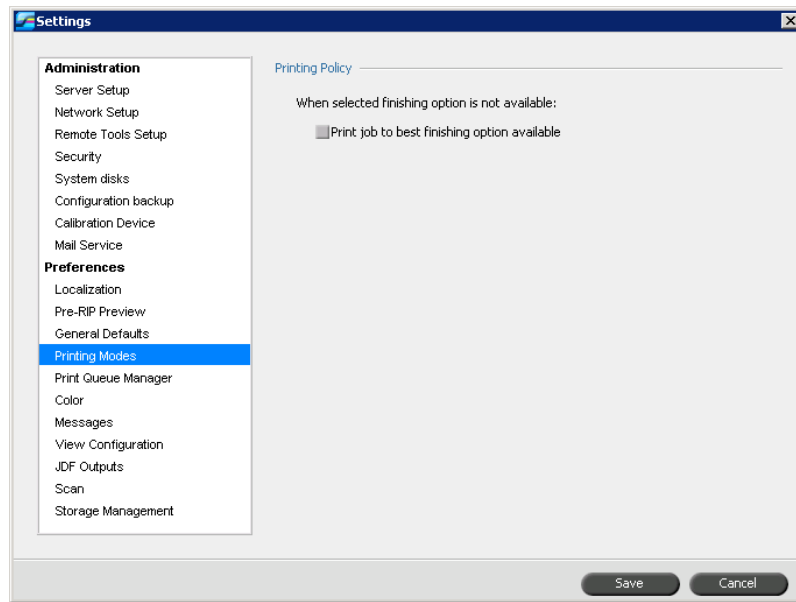 Settings
Administration
Server Setup
Network Setup
Remote Tools Setup
Security
System disks
Configuration backup
Calibration Device
Mail Service
Preferences
Localization
Pre-RIP Preview
General Defaults
Printing Modes
Print Queue Manager
Color
Messages
View Configuration
JDF Outputs
Scan
Storage Management
Printing Policy
When selected finishing option is not available:
Print job to best finishing option available
Save
Cancel